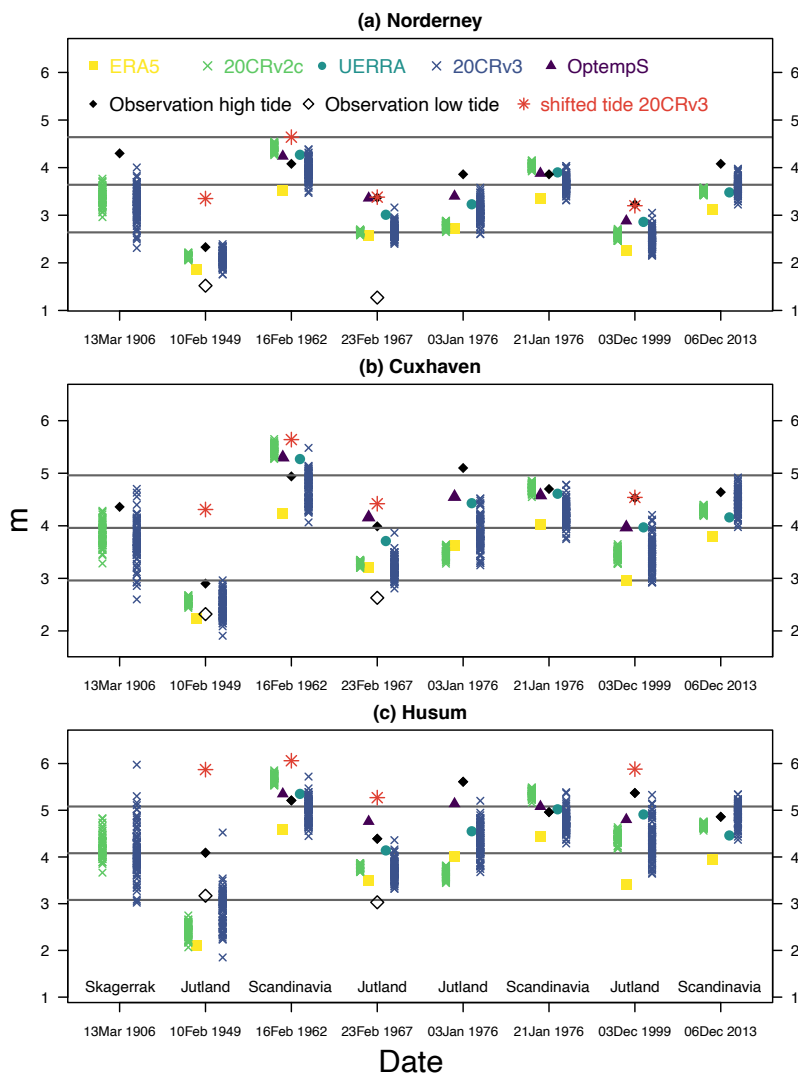 (a) Norderney
ERA5 20CRv2c UERRA 20CRv3 OptempS
Observation high tide Observation low tide shifted tide 20CRv3
6 6
5 5
4 4
3 3
2 2
1 1
13Mar 1906 10Feb 1949 16Feb 1962 23Feb 1967 03Jan 1976 21Jan 1976 03Dec 1999 06Dec 2013
(b) Cuxhaven
6 6
5 5
4 4
3 3
2 2
m
13Mar 1906 10Feb 1949 16Feb 1962 23Feb 1967 03Jan 1976 21Jan 1976 03Dec 1999 06Dec 2013
(c) Husum
6 6
5 5
4 4
3 3
2 2
1 1
Skagerrak Jutland Scandinavia Jutland Jutland Scandinavia Jutland Scandinavia
13Mar 1906 10Feb 1949 16Feb 1962 23Feb 1967 03Jan 1976 21Jan 1976 03Dec 1999 06Dec 2013
Date